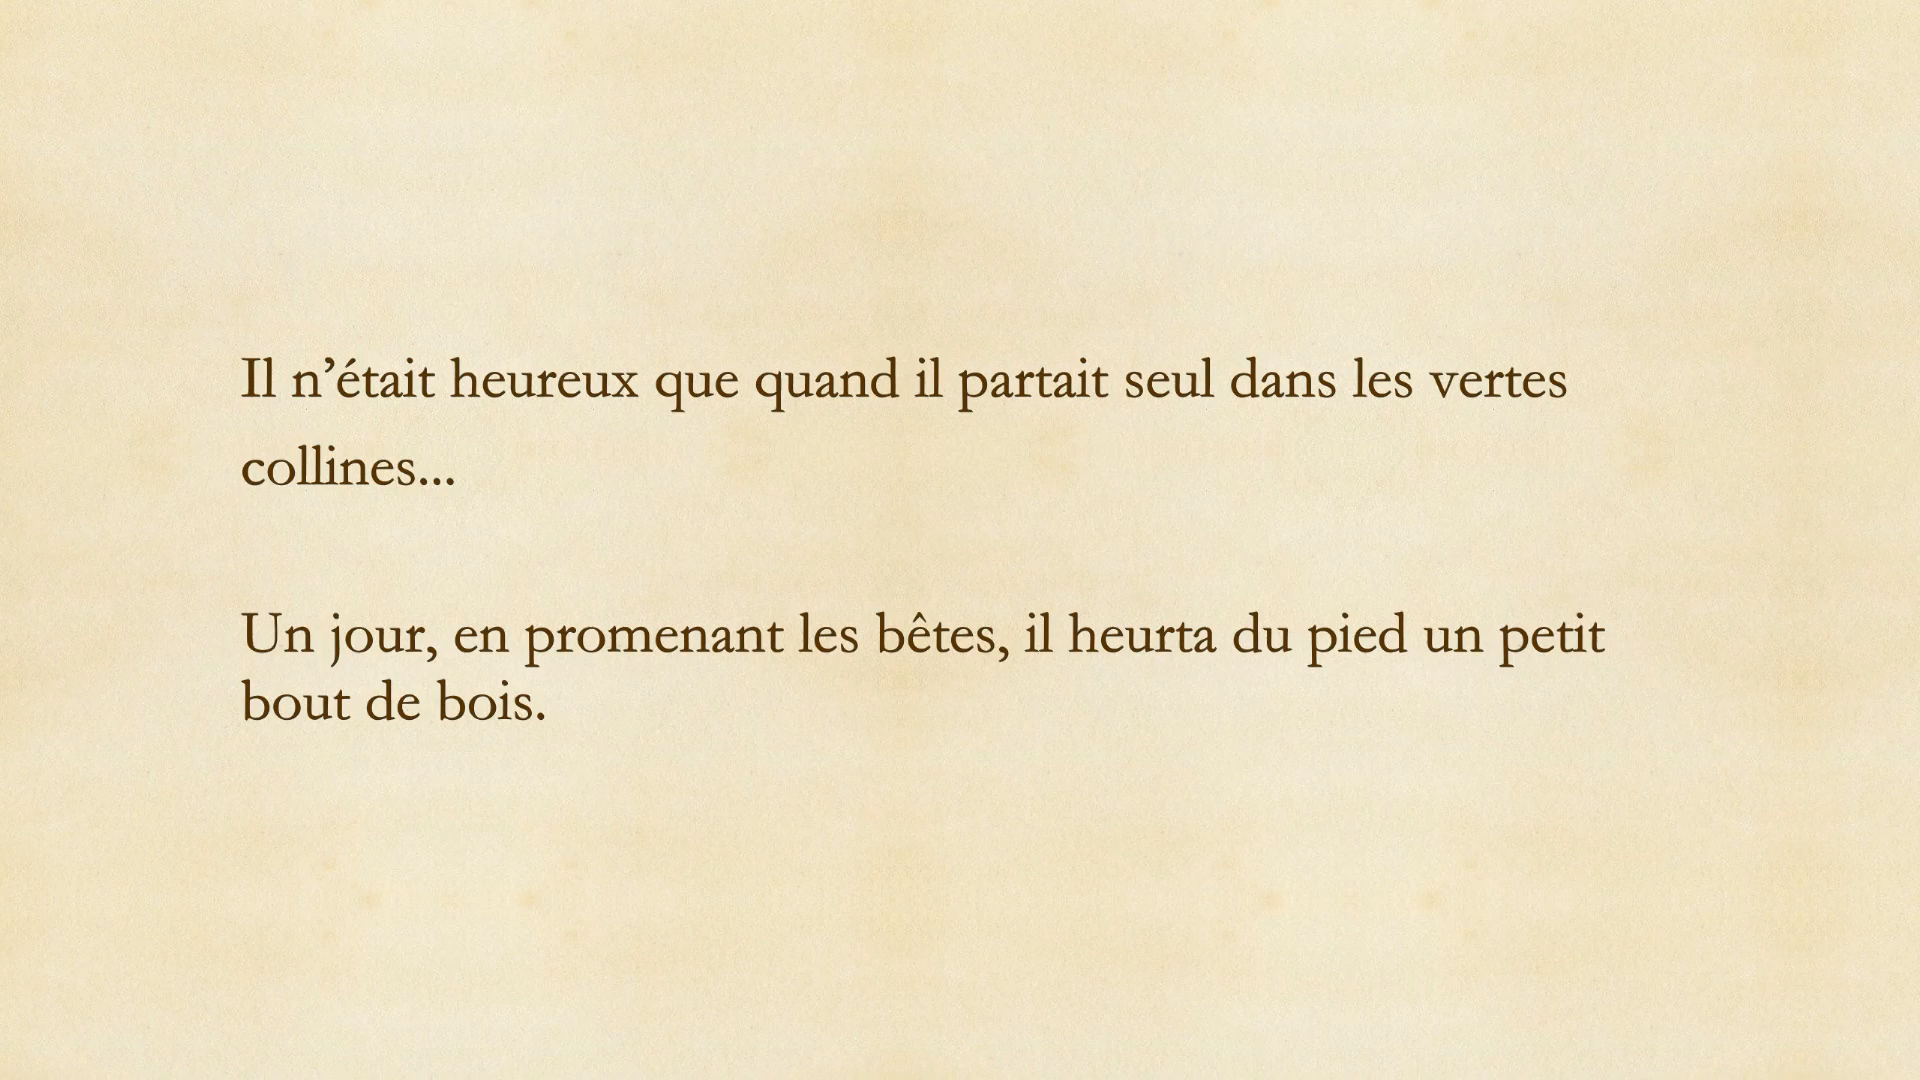 Il n’était heureux que quand il partait seul dans les vertes
collines...
Un jour, en promenant les bêtes, il heurta du pied un petit
bout de bois.